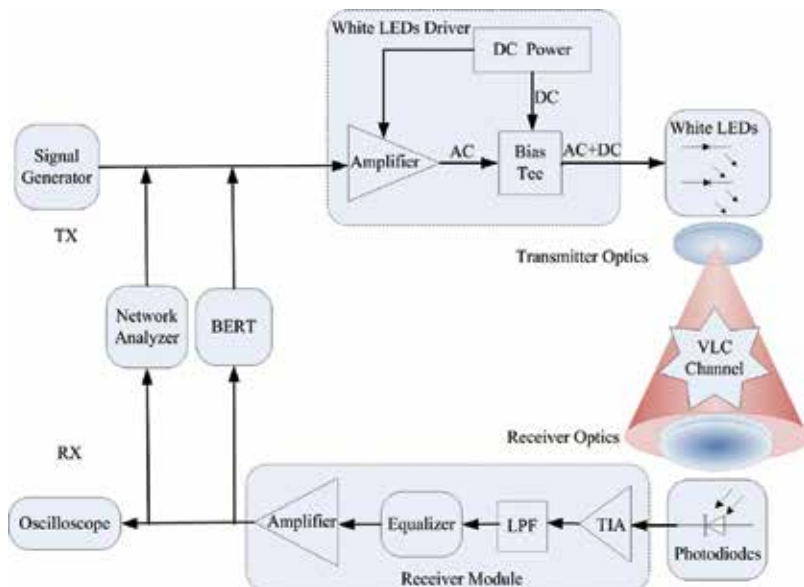 White LEDs Driver
DC Power
DC
Signal
Generator
Amplifier
AC
Bias
Tee
AC+DC
White LEDs
TX
Transmitter Optics
Network
Analyzer
BERT
VLC
Channel
RX
Receiver Optics
Oscilloscope
Amplifier
Equalizer
LPF
TIA
Photodiodes
Receiver Module